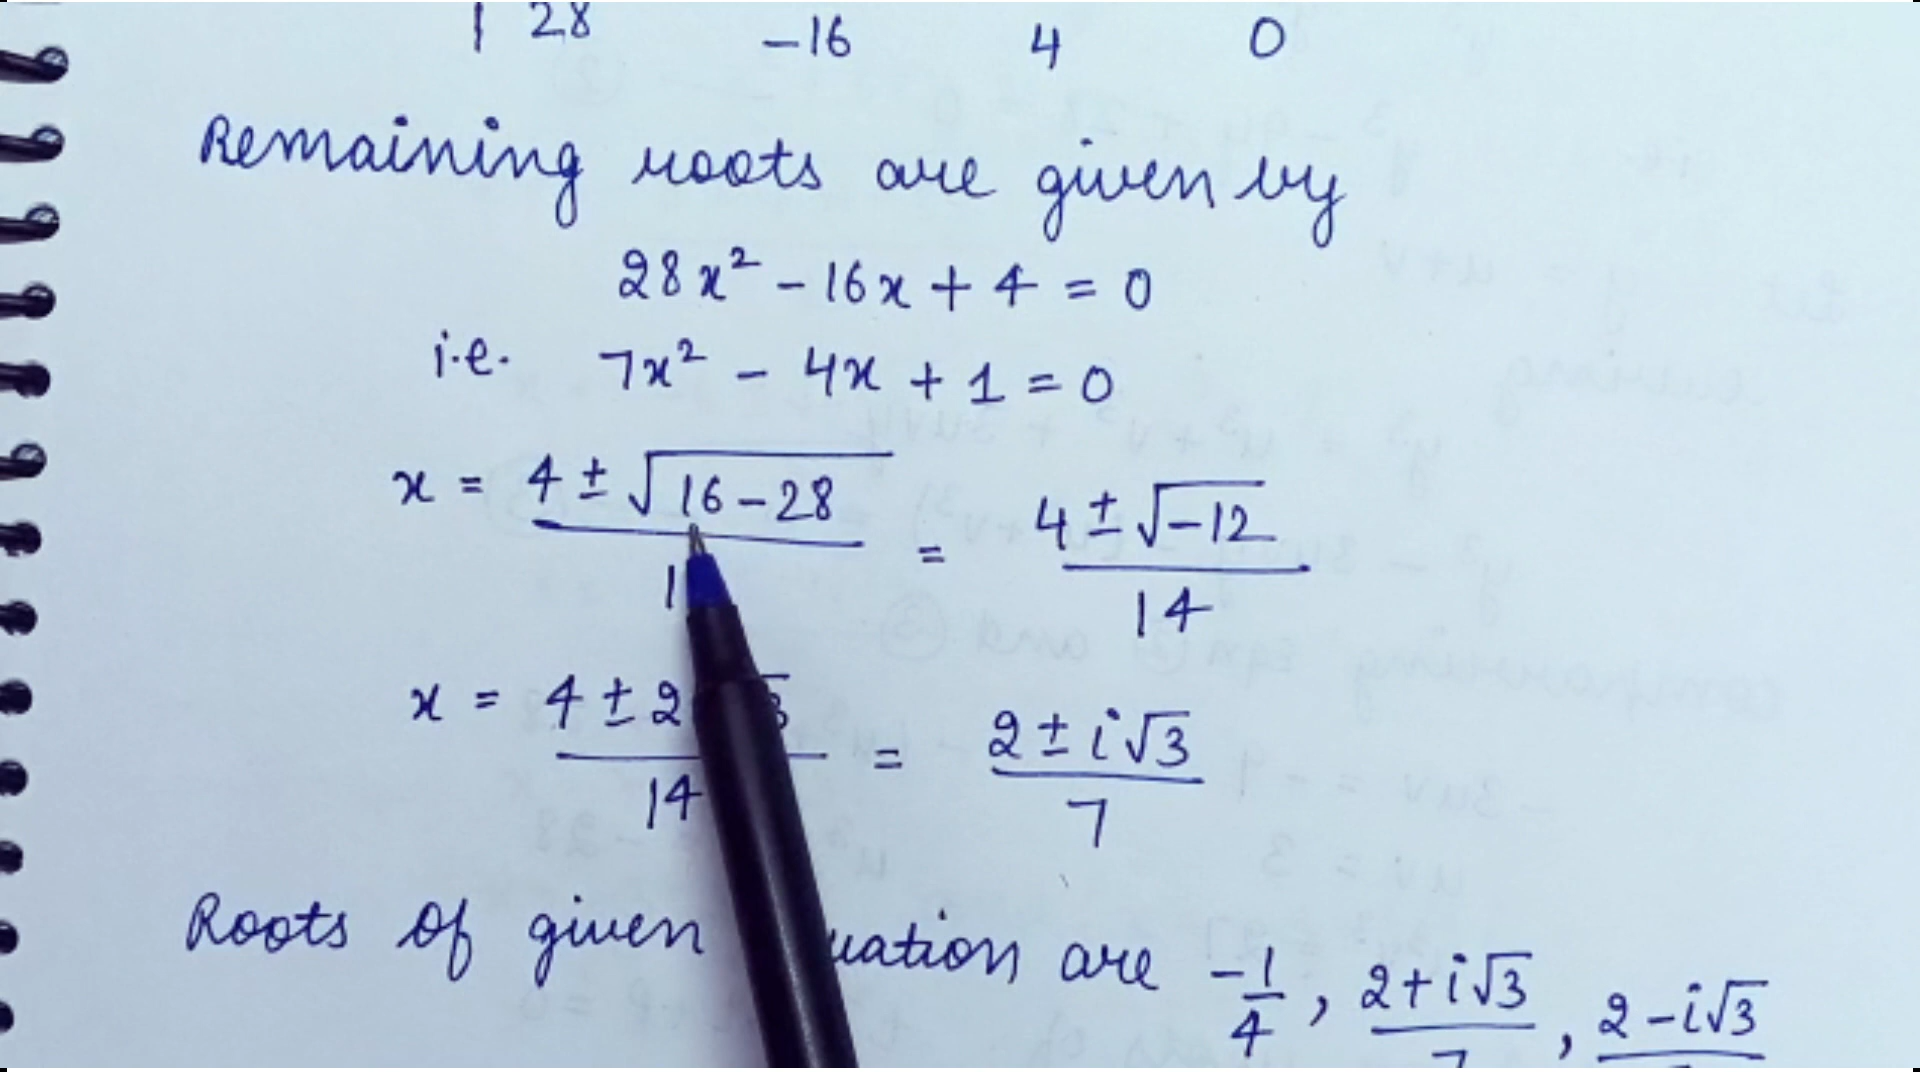 28 -16 4 0
Remaining roots are given by
28x² - 16x + 4 = 0
i.e. 7x² - 4x + 1 = 0
x = 4 ± √16 - 28 / 1 = 4 ± √-12 / 14
x = 4 ± 2 / 14 = 2 ± i√3 / 7
Roots of given are -1/4, 2 + i√3 / 7, 2 - i√3